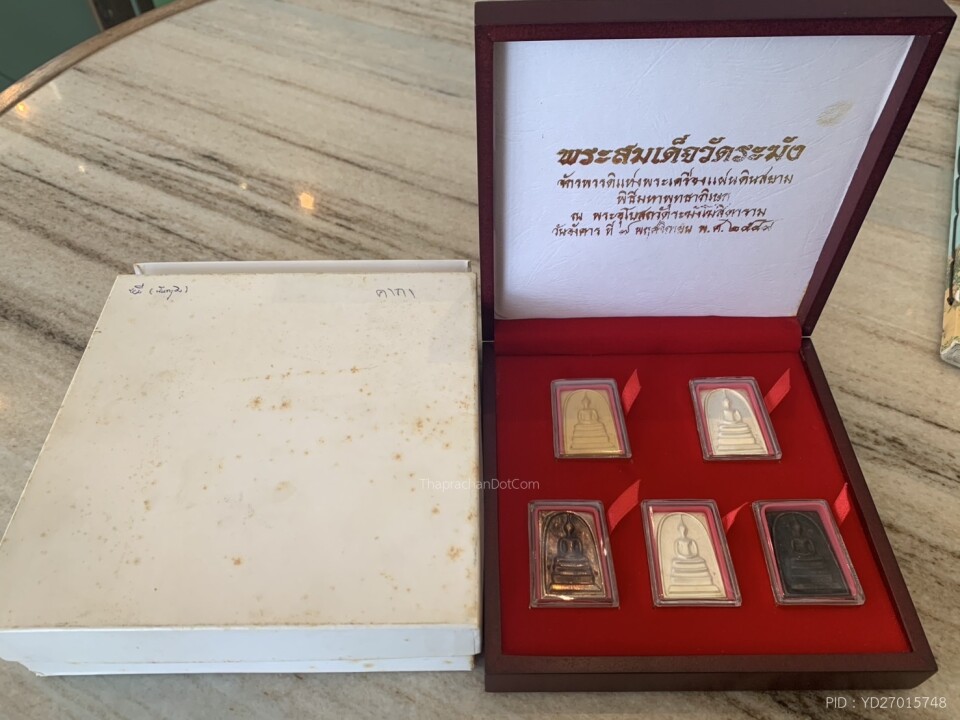 พระสมเด็จวัดระฆัง
จักรพรรดิแห่งพระเครื่องแผ่นดินสยาม
พิธีมหาพุทธาภิเษก
ณ พระอุโบสถวัดระฆังโฆสิตาราม
วันอังคาร ที่ ๗ พฤศจิกายน พ.ศ. ๒๕๔๙
ThaprachanDotCom
PID : YD27015748